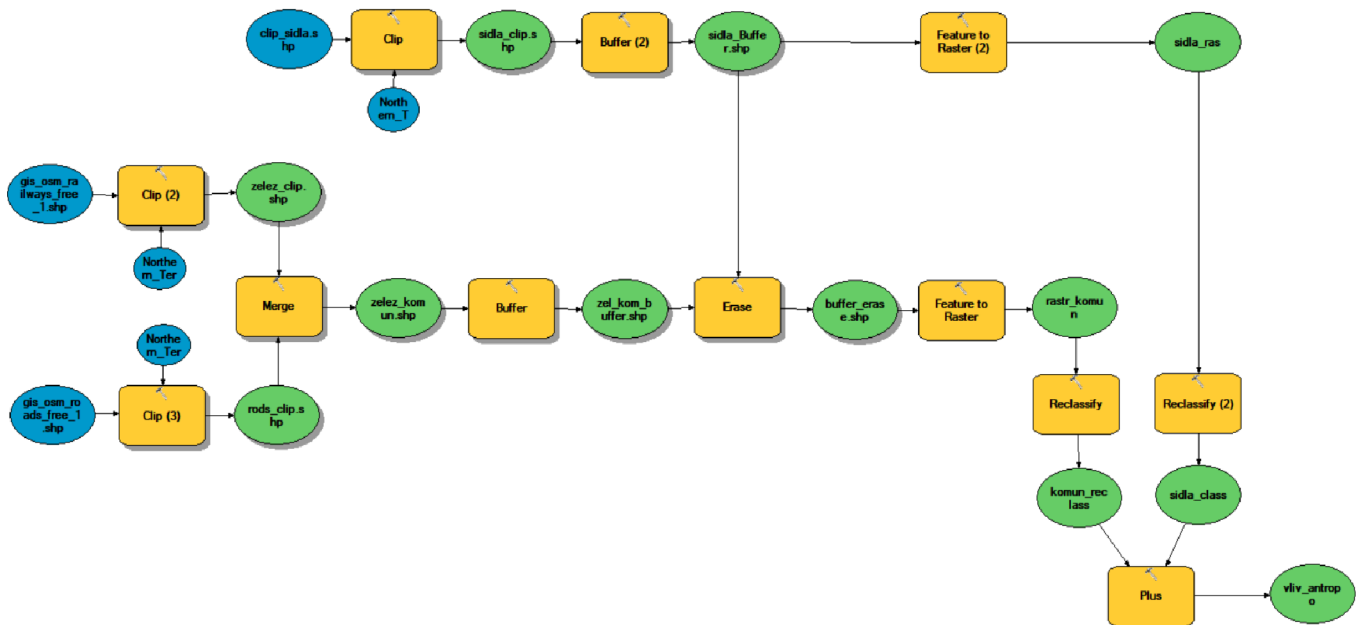 clip_sidla.s
hp
Clip
sidla_clip.s
hp
Buffer (2)
sidla_Buffe
r.shp
Feature to
Raster (2)
sidla_ras
North
ern_T
gis_osm_ra
ilways_free
_1.shp
Clip (2)
zelez_clip.
shp
Northe
rn_Ter
Merge
zelez_kom
un.shp
Buffer
zel_kom_b
uffer.shp
Erase
buffer_eras
e.shp
Feature to
Raster
rastr_komu
n
Northe
rn_Ter
gis_osm_ro
ads_free_1
.shp
Clip (3)
rods_clip.s
hp
Reclassify
Reclassify (2)
komun_rec
lass
sidla_class
Plus
vliv_antrop
o